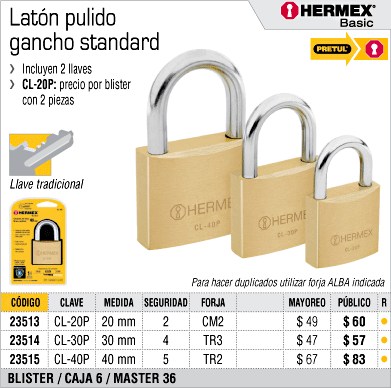 Latón pulido
gancho standard
HERMEX
Basic
PRETUL
Incluyen 2 llaves
CL-20P: precio por blister
con 2 piezas
Llave tradicional
HERMEX
HERMEX
CL-40P
HERMEX
CL-30P
HERMEX
Para hacer duplicados utilizar forja ALBA indicada
CÓDIGO CLAVE MEDIDA SEGURIDAD FORJA MAYOREO PÚBLICO R
23513 CL-20P 20 mm 2 CM2 $ 49 $ 60
23514 CL-30P 30 mm 4 TR3 $ 47 $ 57
23515 CL-40P 40 mm 5 TR2 $ 67 $ 83
BLISTER / CAJA 6 / MASTER 36